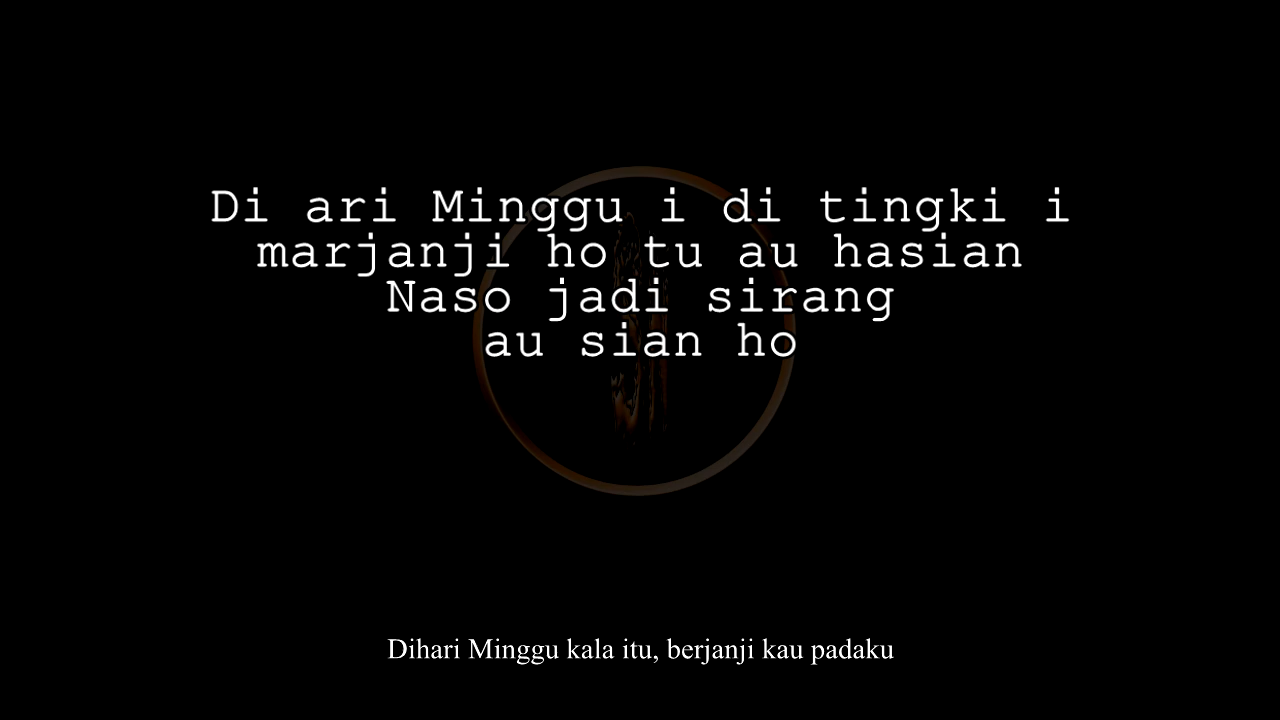 Di ari Minggu i di tingki i
marjanji ho tu au hasian
Naso jadi sirang
au sian ho
Dihari Minggu kala itu, berjanji kau padaku